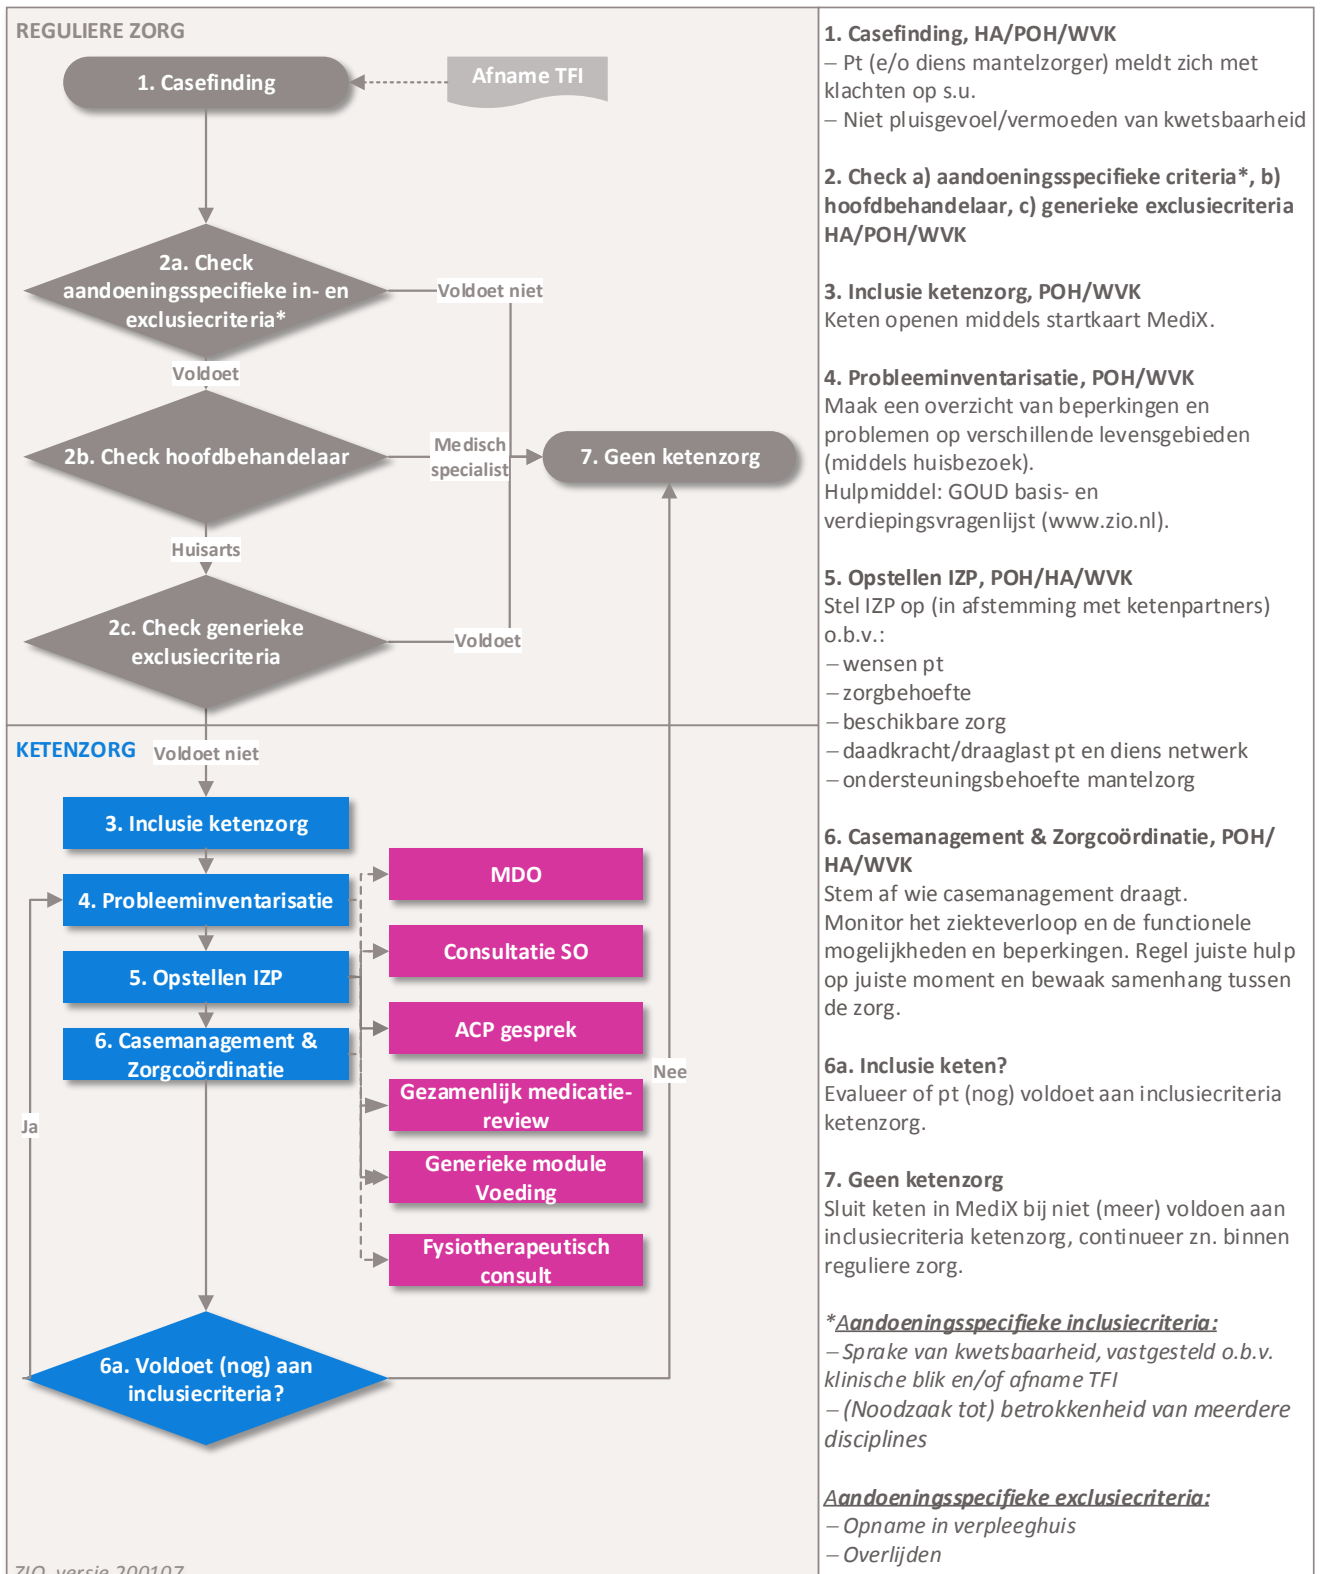 REGULIERE ZORG
1. Casefinding
Afname TFI
2a. Check
aandoeningsspecifieke in- en
exclusiecriteria*
Voldoet niet
Voldoet
2b. Check hoofdbehandelaar
Medisch
specialist
7. Geen ketenzorg
Huisarts
2c. Check generieke
exclusiecriteria
Voldoet
KETENZORG
Voldoet niet
3. Inclusie ketenzorg
4. Probleeminventarisatie
5. Opstellen IZP
6. Casemanagement &
Zorgcoördinatie
MDO
Consultatie SO
ACP gesprek
Gezamenlijk medicatie-
review
Generieke module
Voeding
Fysiotherapeutisch
consult
Nee
Ja
6a. Voldoet (nog) aan
inclusiecriteria?
ZIO, versie 200107
1. Casefinding, HA/POH/WVK
– Pt (e/o diens mantelzorger) meldt zich met
klachten op s.u.
– Niet pluisgevoel/vermoeden van kwetsbaarheid
2. Check a) aandoeningsspecifieke criteria*, b)
hoofdbehandelaar, c) generieke exclusiecriteria
HA/POH/WVK
3. Inclusie ketenzorg, POH/WVK
Keten openen middels startkaart MediX.
4. Probleeminventarisatie, POH/WVK
Maak een overzicht van beperkingen en
problemen op verschillende levensgebieden
(middels huisbezoek).
Hulpmiddel: GOUD basis- en
verdiepingsvragenlijst (www.zio.nl).
5. Opstellen IZP, POH/HA/WVK
Stel IZP op (in afstemming met ketenpartners)
o.b.v.:
– wensen pt
– zorgbehoefte
– beschikbare zorg
– daadkracht/draaglast pt en diens netwerk
– ondersteuningsbehoefte mantelzorg
6. Casemanagement & Zorgcoördinatie, POH/
HA/WVK
Stem af wie casemanagement draagt.
Monitor het ziekteverloop en de functionele
mogelijkheden en beperkingen. Regel juiste hulp
op juiste moment en bewaak samenhang tussen
de zorg.
6a. Inclusie keten?
Evalueer of pt (nog) voldoet aan inclusiecriteria
ketenzorg.
7. Geen ketenzorg
Sluit keten in MediX bij niet (meer) voldoen aan
inclusiecriteria ketenzorg, continueer zn. binnen
reguliere zorg.
*Aandoeningsspecifieke inclusiecriteria:
– Sprake van kwetsbaarheid, vastgesteld o.b.v.
klinische blik en/of afname TFI
– (Noodzaak tot) betrokkenheid van meerdere
disciplines
Aandoeningsspecifieke exclusiecriteria:
– Opname in verpleeghuis
– Overlijden